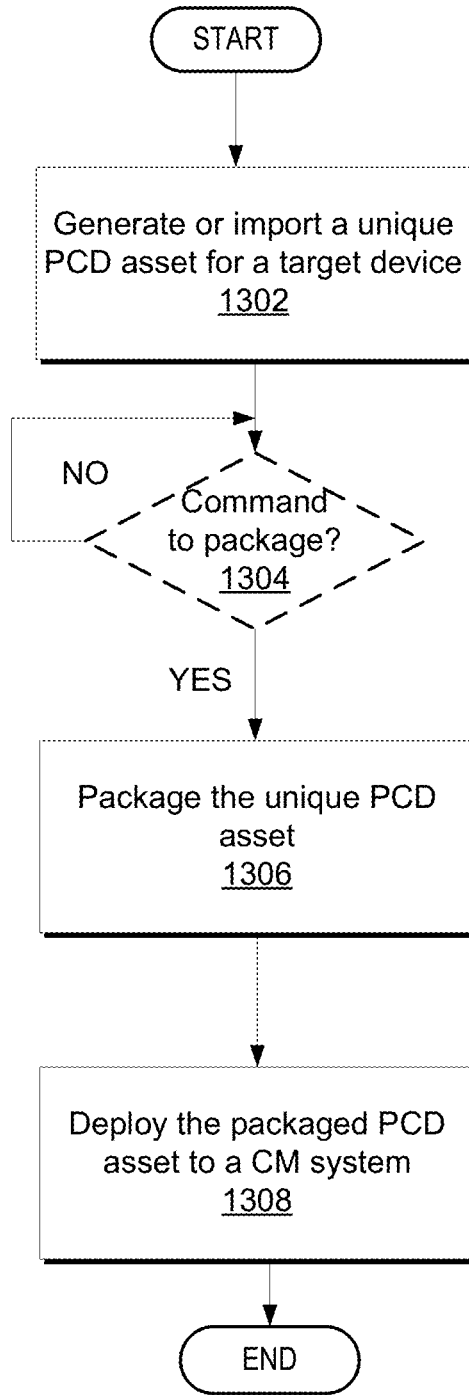 START
Generate or import a unique
PCD asset for a target device
1302
NO
Command
to package?
1304
YES
Package the unique PCD
asset
1306
Deploy the packaged PCD
asset to a CM system
1308
END